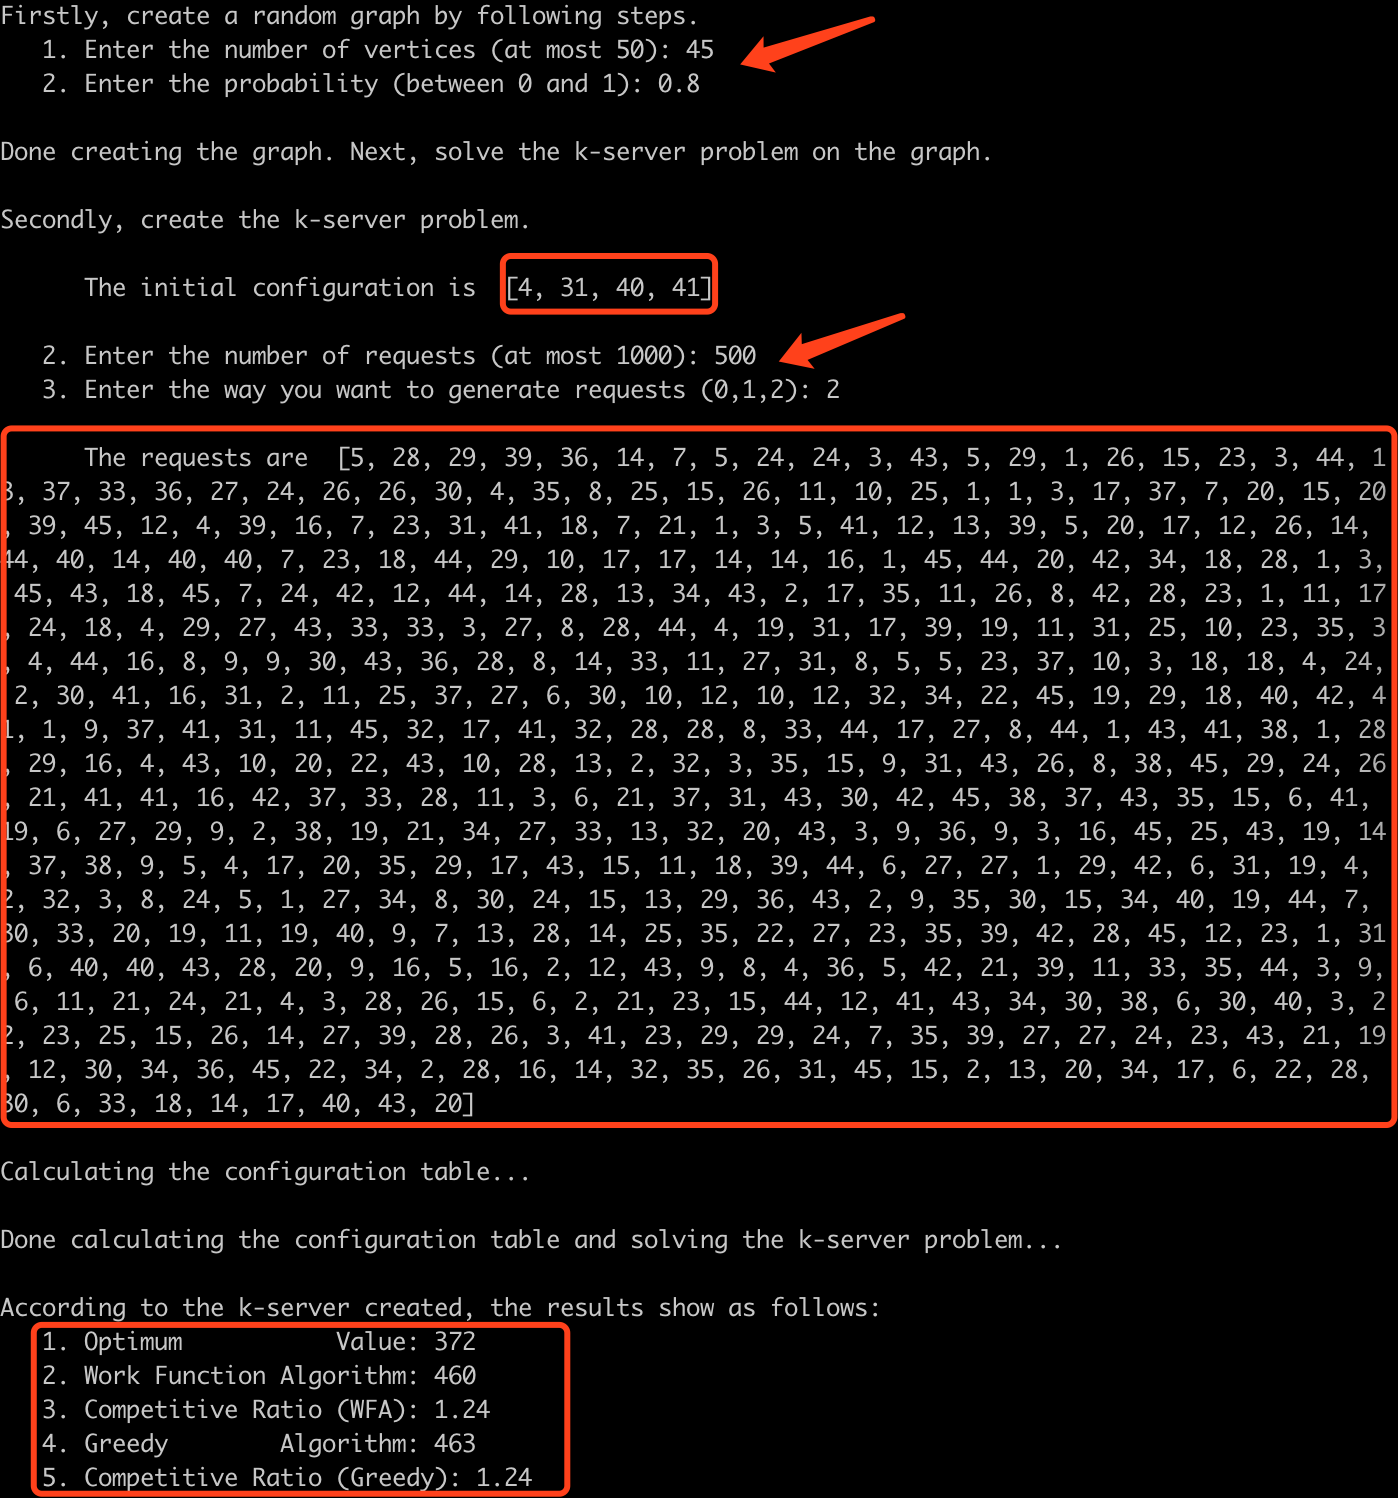 Firstly, create a random graph by following steps.
1. Enter the number of vertices (at most 50): 45
2. Enter the probability (between 0 and 1): 0.8
Done creating the graph. Next, solve the k-server problem on the graph.
Secondly, create the k-server problem.
The initial configuration is [4, 31, 40, 41]
2. Enter the number of requests (at most 1000): 500
3. Enter the way you want to generate requests (0,1,2): 2
The requests are [5, 28, 29, 39, 36, 14, 7, 5, 24, 24, 3, 43, 5, 29, 1, 26, 15, 23, 3, 44, 1
3, 37, 33, 36, 27, 24, 26, 26, 30, 4, 35, 8, 25, 15, 26, 11, 10, 25, 1, 1, 3, 17, 37, 7, 20, 15, 20
, 39, 45, 12, 4, 39, 16, 7, 23, 31, 41, 18, 7, 21, 1, 3, 5, 41, 12, 13, 39, 5, 20, 17, 12, 26, 14,
44, 40, 14, 40, 40, 7, 23, 18, 44, 29, 10, 17, 17, 14, 14, 16, 1, 45, 44, 20, 42, 34, 18, 28, 1, 3,
45, 43, 18, 45, 7, 24, 42, 12, 44, 14, 28, 13, 34, 43, 2, 17, 35, 11, 26, 8, 42, 28, 23, 1, 11, 17
, 24, 18, 4, 29, 27, 43, 33, 33, 3, 27, 8, 28, 44, 4, 19, 31, 17, 39, 19, 11, 31, 25, 10, 23, 35, 3
, 4, 44, 16, 8, 9, 9, 30, 43, 36, 28, 8, 14, 33, 11, 27, 31, 8, 5, 5, 23, 37, 10, 3, 18, 18, 4, 24,
2, 30, 41, 16, 31, 2, 11, 25, 37, 27, 6, 30, 10, 12, 10, 12, 32, 34, 22, 45, 19, 29, 18, 40, 42, 4
1, 1, 9, 37, 41, 31, 11, 45, 32, 17, 41, 32, 28, 28, 8, 33, 44, 17, 27, 8, 44, 1, 43, 41, 38, 1, 28
, 29, 16, 4, 43, 10, 20, 22, 43, 10, 28, 13, 2, 32, 3, 35, 15, 9, 31, 43, 26, 8, 38, 45, 29, 24, 26
, 21, 41, 41, 16, 42, 37, 33, 28, 11, 3, 6, 21, 37, 31, 43, 30, 42, 45, 38, 37, 43, 35, 15, 6, 41,
19, 6, 27, 29, 9, 2, 38, 19, 21, 34, 27, 33, 13, 32, 20, 43, 3, 9, 36, 9, 3, 16, 45, 25, 43, 19, 14
, 37, 38, 9, 5, 4, 17, 20, 35, 29, 17, 43, 15, 11, 18, 39, 44, 6, 27, 27, 1, 29, 42, 6, 31, 19, 4,
2, 32, 3, 8, 24, 5, 1, 27, 34, 8, 30, 24, 15, 13, 29, 36, 43, 2, 9, 35, 30, 15, 34, 40, 19, 44, 7,
30, 33, 20, 19, 11, 19, 40, 9, 7, 13, 28, 14, 25, 35, 22, 27, 23, 35, 39, 42, 28, 45, 12, 23, 1, 31
, 6, 40, 40, 43, 28, 20, 9, 16, 5, 16, 2, 12, 43, 9, 8, 4, 36, 5, 42, 21, 39, 11, 33, 35, 44, 3, 9,
6, 11, 21, 24, 21, 4, 3, 28, 26, 15, 6, 2, 21, 23, 15, 44, 12, 41, 43, 34, 30, 38, 6, 30, 40, 3, 2
2, 23, 25, 15, 26, 14, 27, 39, 28, 26, 3, 41, 23, 29, 29, 24, 7, 35, 39, 27, 27, 24, 23, 43, 21, 19
, 12, 30, 34, 36, 45, 22, 34, 2, 28, 16, 14, 32, 35, 26, 31, 45, 15, 2, 13, 20, 34, 17, 6, 22, 28,
30, 6, 33, 18, 14, 17, 40, 43, 20]
Calculating the configuration table...
Done calculating the configuration table and solving the k-server problem...
According to the k-server created, the results show as follows:
1. Optimum Value: 372
2. Work Function Algorithm: 460
3. Competitive Ratio (WFA): 1.24
4. Greedy Algorithm: 463
5. Competitive Ratio (Greedy): 1.24